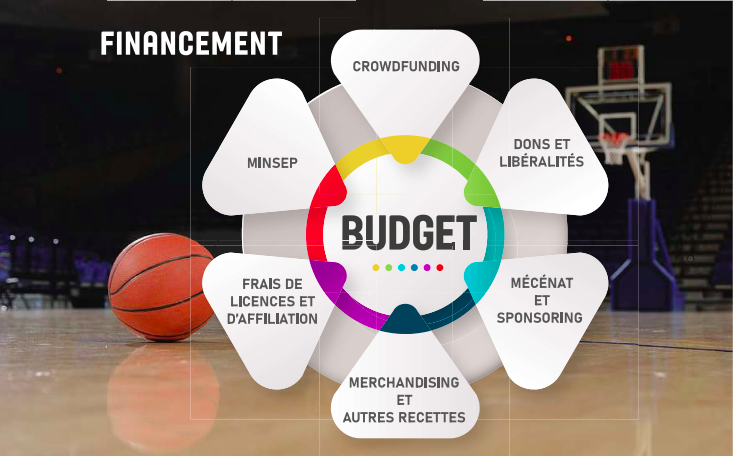 FINANCEMENT
CROWDFUNDING
DONS ET
LIBÉRALITÉS
MÉCÉNAT
ET
SPONSORING
MERCHANDISING
ET
AUTRES RECETTES
FRAIS DE
LICENCES ET
D'AFFILIATION
MINSEP
BUDGET